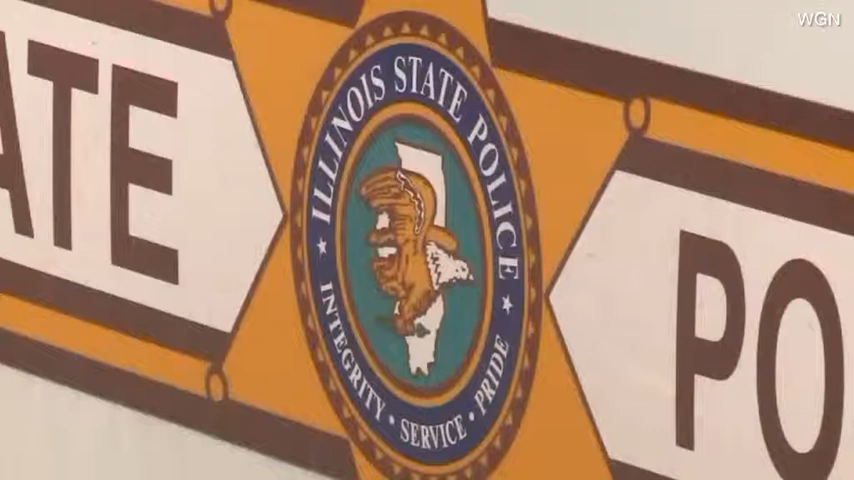 WGN
ATE
ILLINOIS STATE POLICE
INTEGRITY • SERVICE • PRIDE
PO